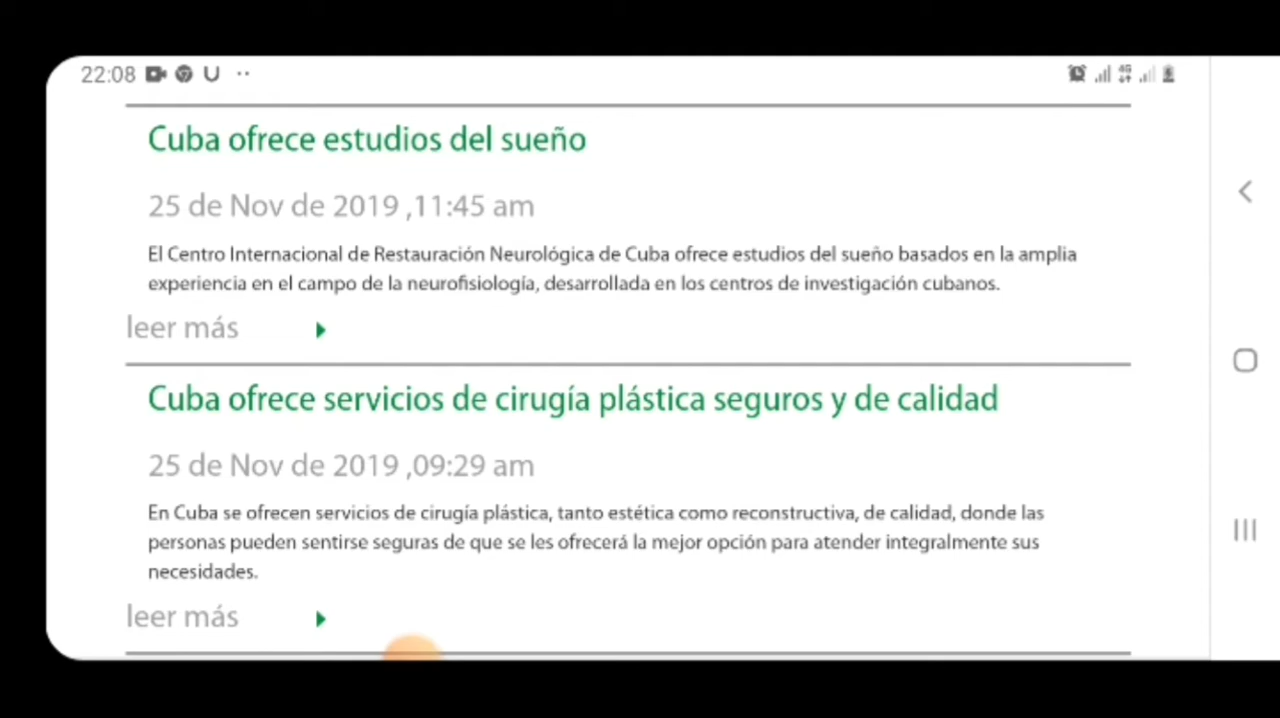 22:08
4G
Cuba ofrece estudios del sueño
25 de Nov de 2019 ,11:45 am
El Centro Internacional de Restauración Neurológica de Cuba ofrece estudios del sueño basados en la amplia
experiencia en el campo de la neurofisiología, desarrollada en los centros de investigación cubanos.
leer más
Cuba ofrece servicios de cirugía plástica seguros y de calidad
25 de Nov de 2019 ,09:29 am
En Cuba se ofrecen servicios de cirugía plástica, tanto estética como reconstructiva, de calidad, donde las
personas pueden sentirse seguras de que se les ofrecerá la mejor opción para atender integralmente sus
necesidades.
leer más